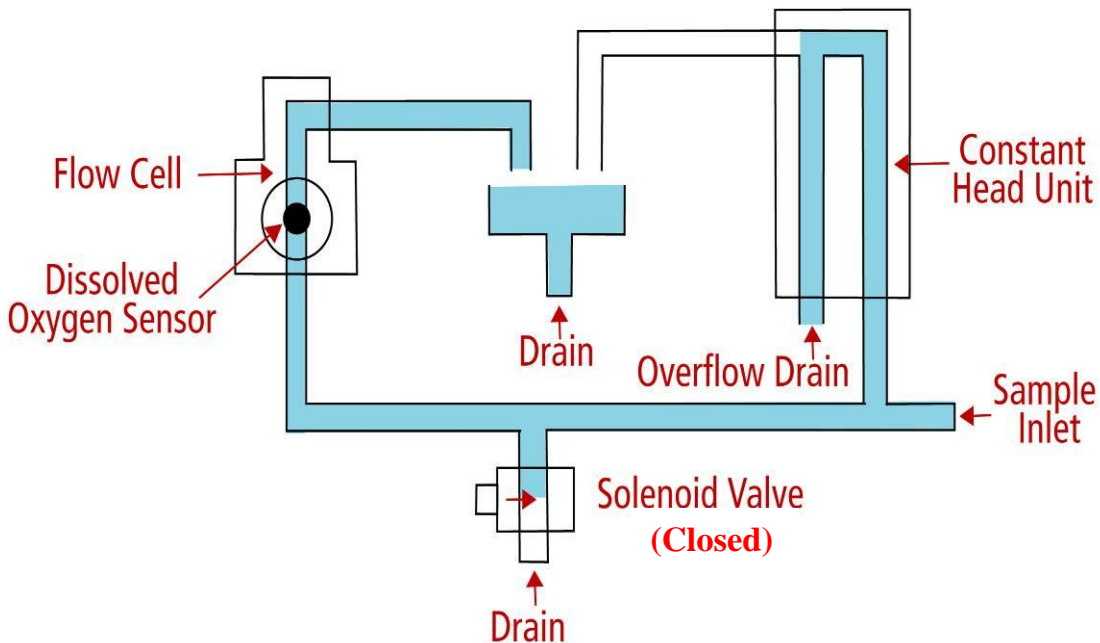 Flow Cell
Dissolved
Oxygen Sensor
Drain
Overflow Drain
Constant
Head Unit
Sample
Inlet
Solenoid Valve
(Closed)
Drain